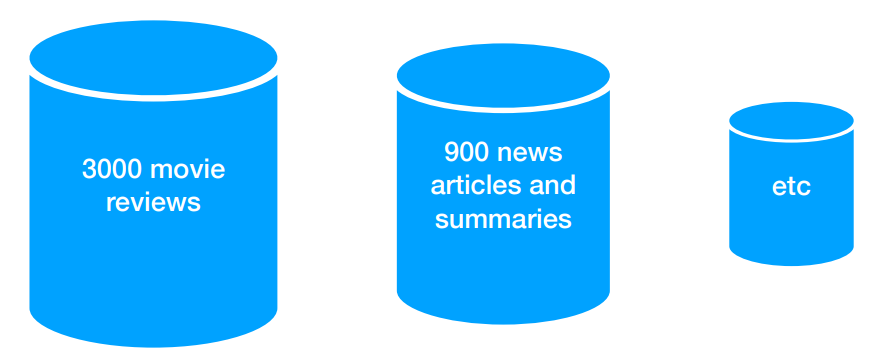 3000 movie
reviews
900 news
articles and
summaries
etc